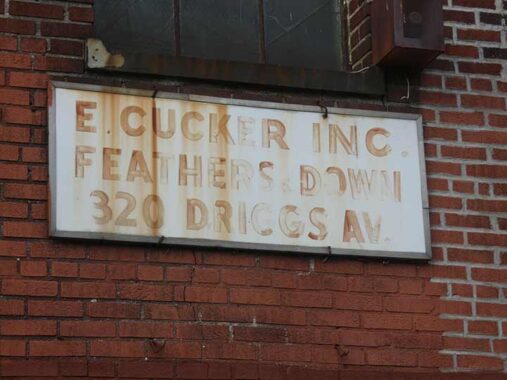 E. CUCKER INC.
FEATHERS & DOWN
320 DRIGGS AV.